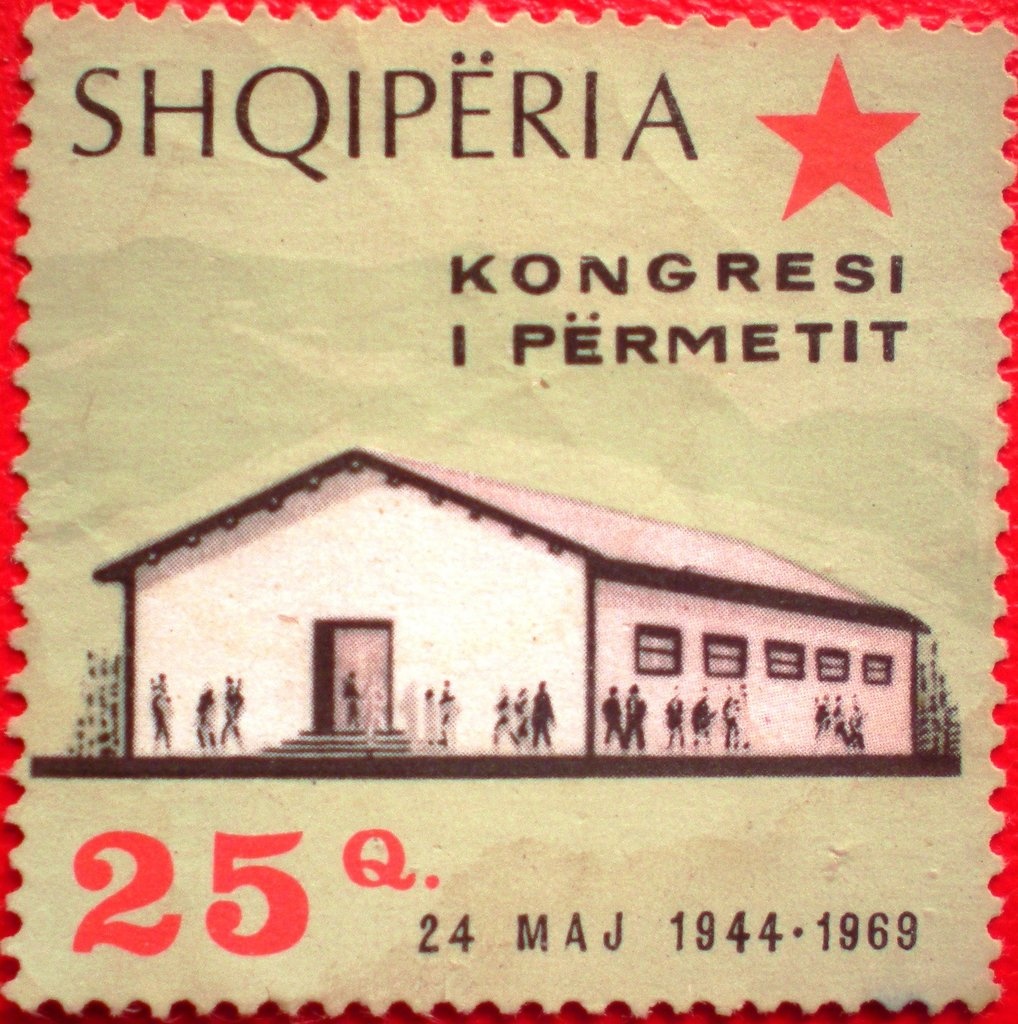 SHQIPËRIA
KONGRESI
I PËRMETIT
25 Q.
24 MAJ 1944·1969